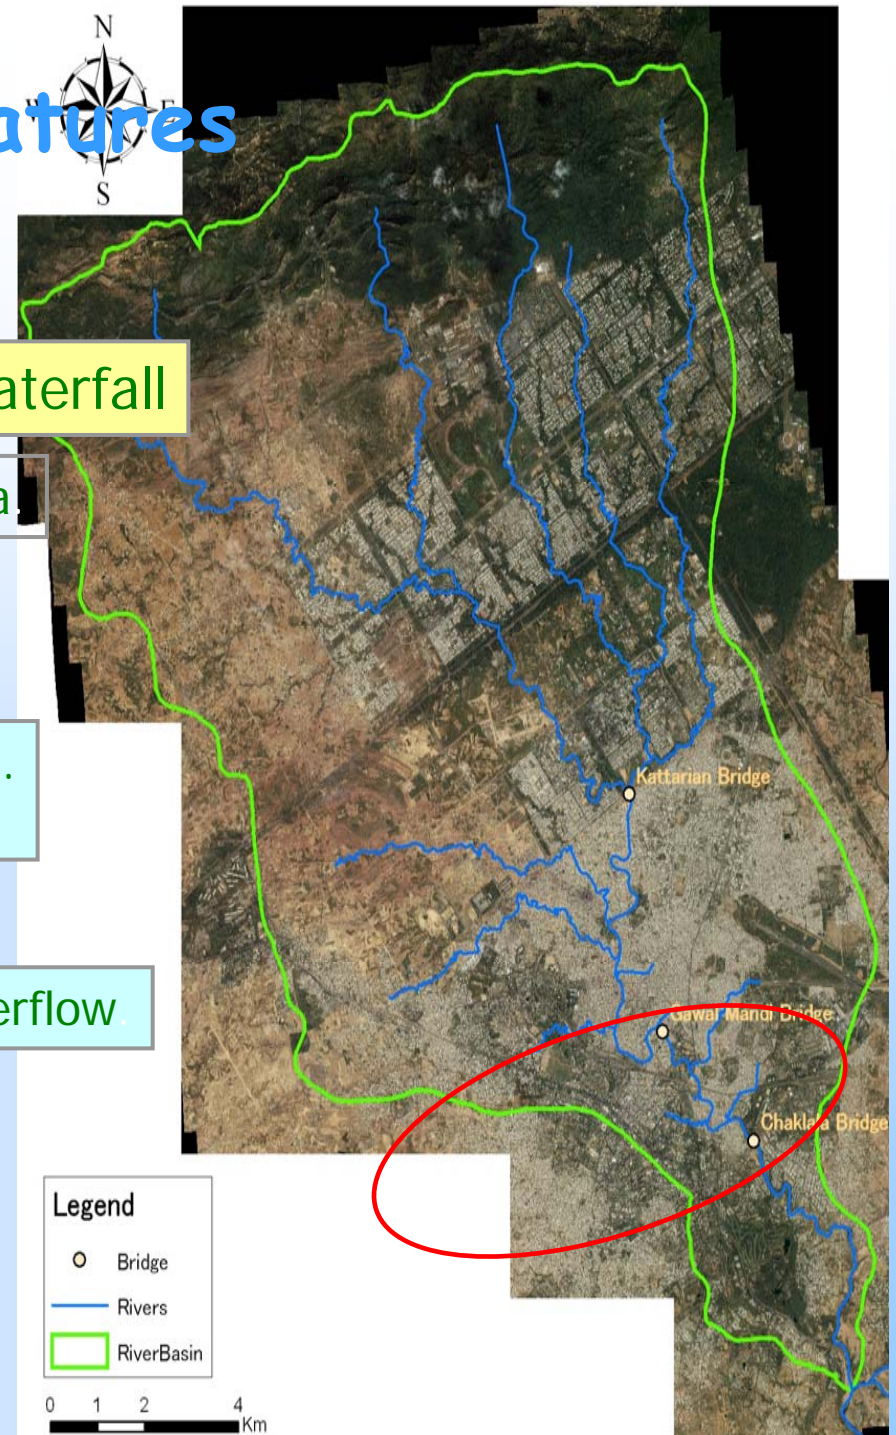 N
atures
E
S
aterfall
a.
.
erflow.
Kattarian Bridge
Gawal Mandi Bridge
Chaklala Bridge
Legend
Bridge
Rivers
RiverBasin
0 1 2 4
Km